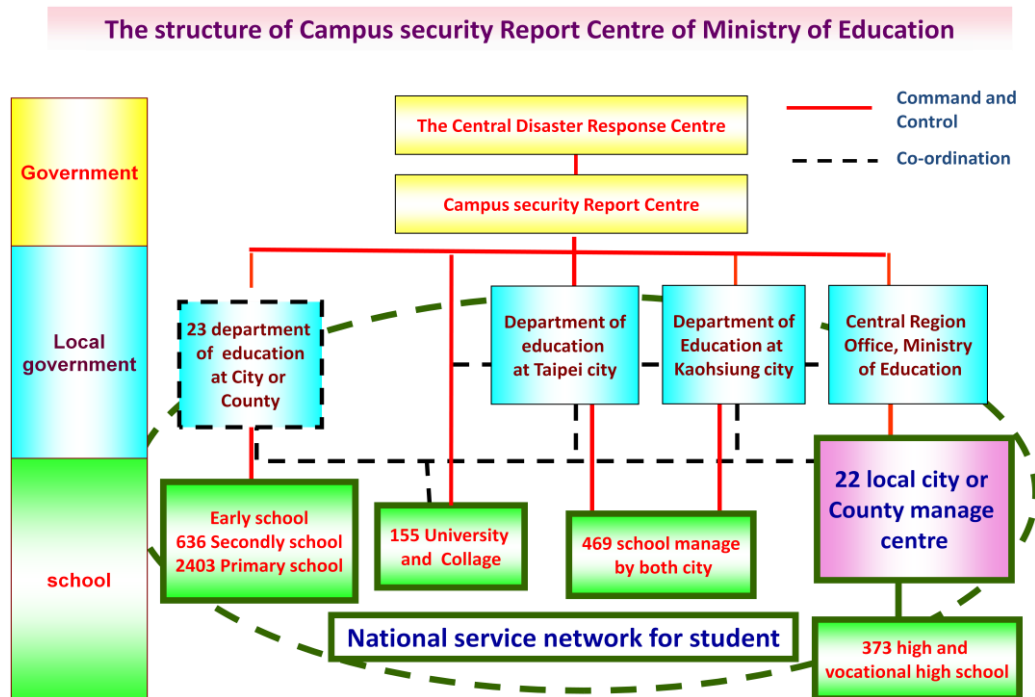 The structure of Campus security Report Centre of Ministry of Education
Command and
Control
Co-ordination
Government
The Central Disaster Response Centre
Campus security Report Centre
Local
government
23 department
of education
at City or
County
Department of
education
at Taipei city
Department of
Education at
Kaohsiung city
Central Region
Office, Ministry
of Education
school
Early school
636 Secondly school
2403 Primary school
155 University
and Collage
469 school manage
by both city
22 local city or
County manage
centre
National service network for student
373 high and
vocational high school